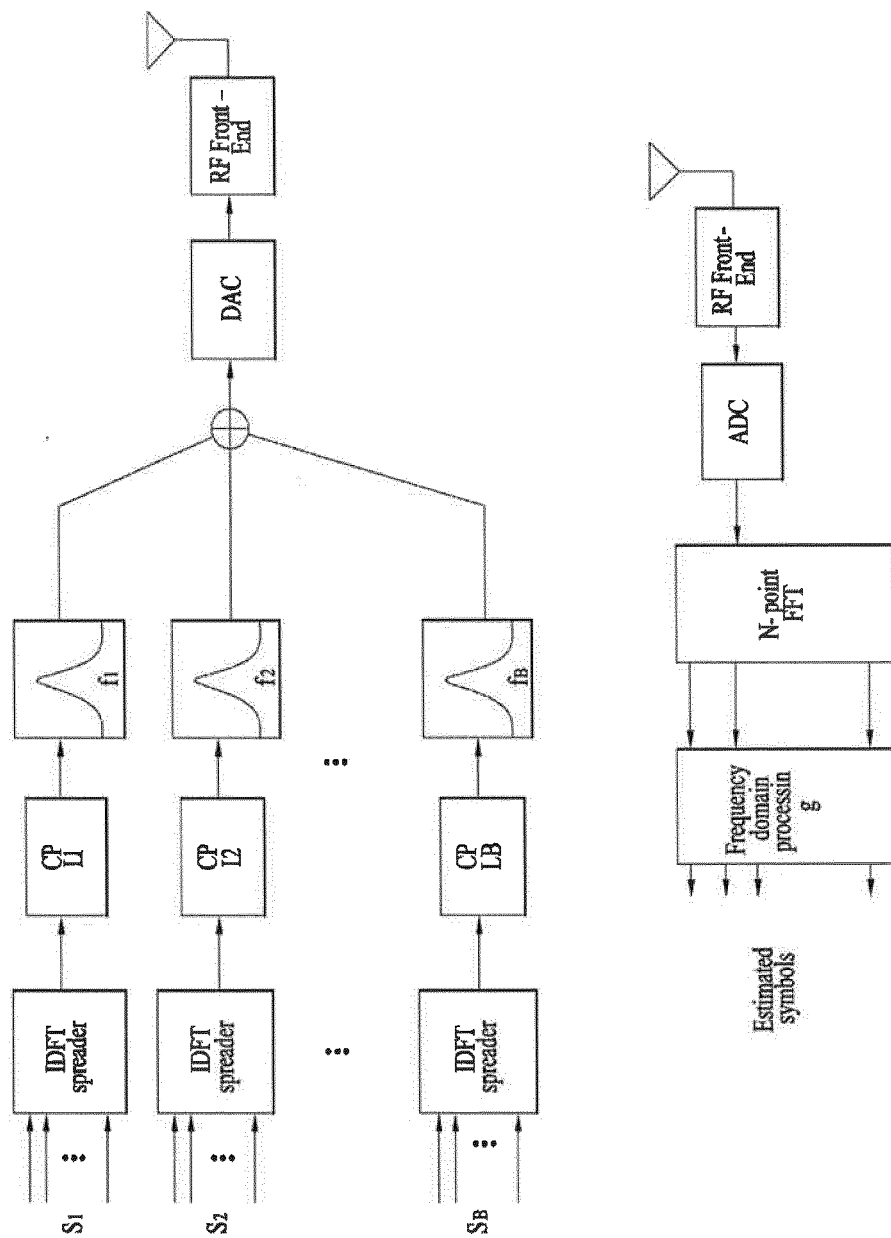 S1
IDFT
spreader
CP
L1
f1
S2
IDFT
spreader
CP
L2
f2
SB
IDFT
spreader
CP
LB
fB
DAC
RF Front -
End
RF Front-
End
ADC
N- point
FFT
Frequency
domain
processin
g
Estimated
symbols